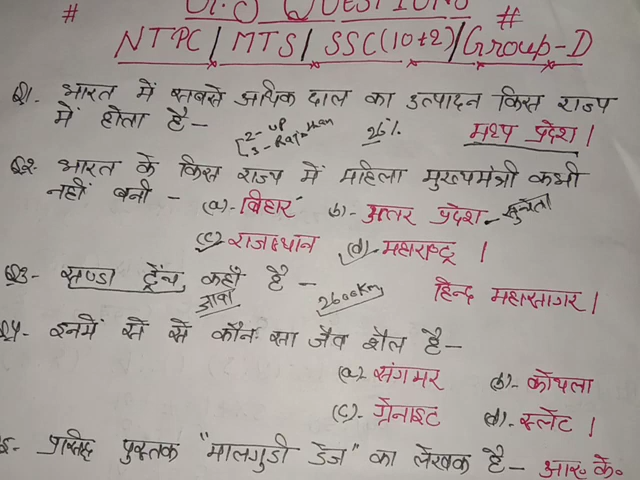 # G.S QUESTIONS #
NTPC/MTS/SSC(10+2)/Group-D
Q1. भारत में सबसे अधिक दाल का उत्पादन किस राज्य
में होता है - [2- UP 26% मध्य प्रदेश।
3- Rajasthan
Q2. भारत के किस राज्य में महिला मुख्यमंत्री कभी
नहीं बनी - (a)- बिहार (b)- उत्तर प्रदेश - सुचेता
(c)- राजस्थान (d)- महाराष्ट्र।
Q3- सुण्डा ट्रेंच कहाँ है - हिन्द महासागर।
जावा 2600km
Q4- इनमें से से कौन सा जैव शैल है -
(a)- संगमर (b)- कोयला
(c)- ग्रेनाइट (d)- स्लेट।
प्रसिद्ध पुस्तक "मालगुडी डेज" का लेखक है - आर. के.